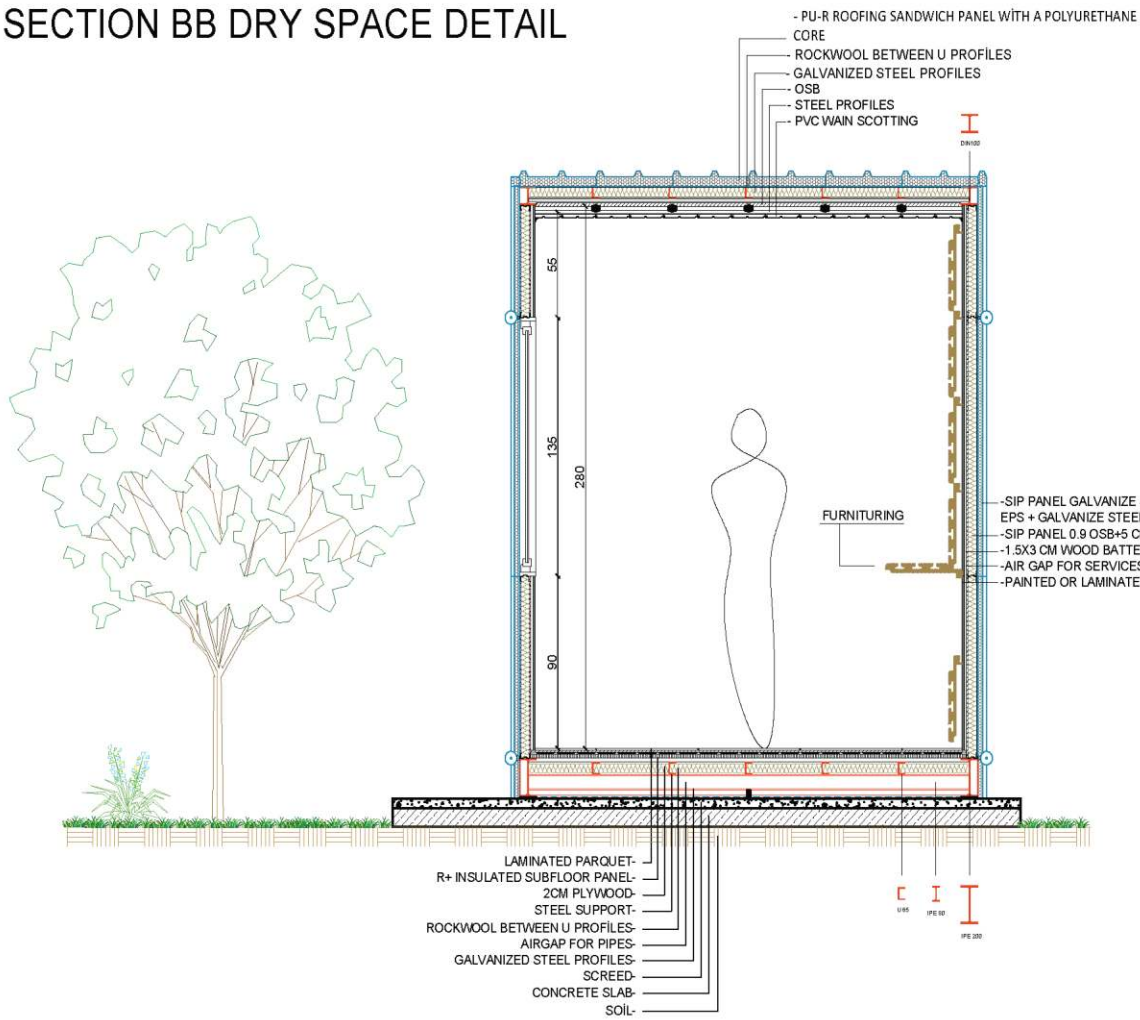 SECTION BB DRY SPACE DETAIL
- PU-R ROOFING SANDWICH PANEL WİTH A POLYURETHANE
CORE
- ROCKWOOL BETWEEN U PROFİLES
- GALVANIZED STEEL PROFILES
- OSB
- STEEL PROFILES
- PVC WAIN SCOTTING
DIN100
55
135
280
90
FURNITURING
-SIP PANEL GALVANIZE
EPS + GALVANIZE STEE
-SIP PANEL 0.9 OSB+5 C
-1.5X3 CM WOOD BATTE
-AIR GAP FOR SERVICES
-PAINTED OR LAMINATE
LAMINATED PARQUET-
R+ INSULATED SUBFLOOR PANEL-
2CM PLYWOOD-
STEEL SUPPORT-
ROCKWOOL BETWEEN U PROFİLES-
AIRGAP FOR PIPES-
GALVANIZED STEEL PROFILES-
SCREED-
CONCRETE SLAB-
SOİL-
IPE 200